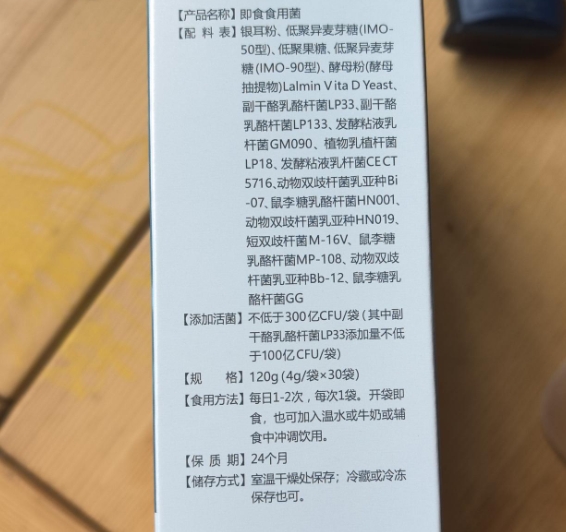 【产品名称】即食食用菌
【配 料 表】银耳粉、低聚异麦芽糖(IMO-
50型)、低聚果糖、低聚异麦芽
糖(IMO-90型)、酵母粉(酵母
抽提物)Lalmin Vita D Yeast、
副干酪乳酪杆菌LP33、副干酪
乳酪杆菌LP133、发酵粘液乳
杆菌GM090、植物乳植杆菌
LP18、发酵粘液乳杆菌CECT
5716、动物双歧杆菌乳亚种Bi
-07、鼠李糖乳酪杆菌HN001、
动物双歧杆菌乳亚种HN019、
短双歧杆菌M-16V、鼠李糖
乳酪杆菌MP-108、动物双歧
杆菌乳亚种Bb-12、鼠李糖乳
酪杆菌GG
【添加活菌】不低于300亿CFU/袋(其中副
干酪乳酪杆菌LP33添加量不低
于100亿CFU/袋)
【规 格】120g(4g/袋×30袋)
【食用方法】每日1-2次，每次1袋。开袋即
食，也可加入温水或牛奶或辅
食中冲调饮用。
【保 质 期】24个月
【储存方式】室温干燥处保存；冷藏或冷冻
保存也可。